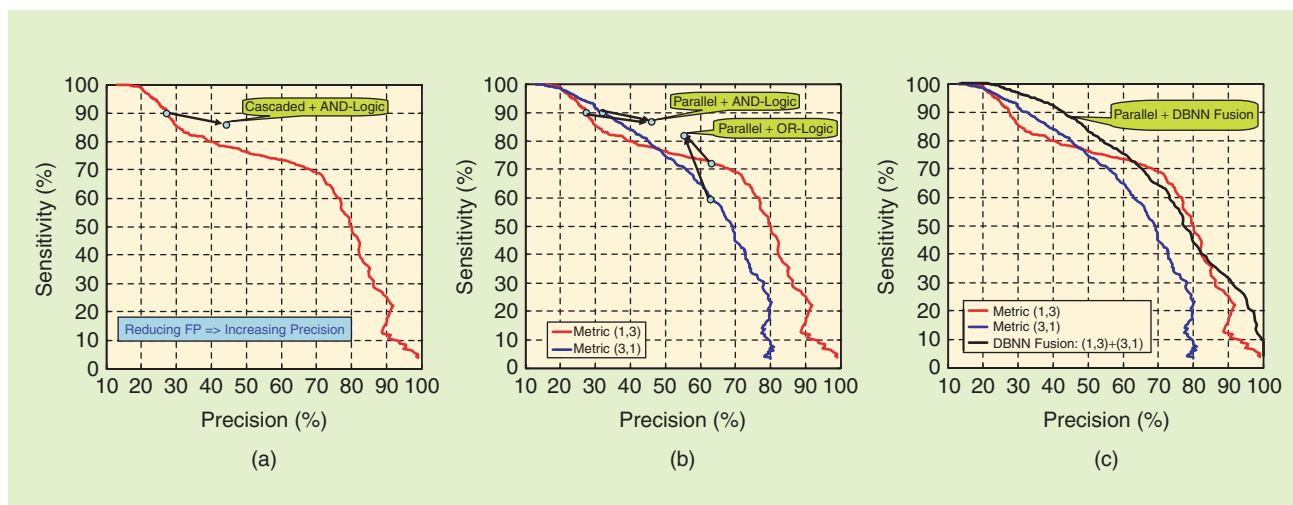 100
90
80
70
60
50
40
30
20
10
0
Sensitivity (%)
Cascaded + AND-Logic
Reducing FP => Increasing Precision
10 20 30 40 50 60 70 80 90 100
Precision (%)
(a)
100
90
80
70
60
50
40
30
20
10
0
Sensitivity (%)
Parallel + AND-Logic
Parallel + OR-Logic
Metric (1,3)
Metric (3,1)
10 20 30 40 50 60 70 80 90 100
Precision (%)
(b)
100
90
80
70
60
50
40
30
20
10
0
Sensitivity (%)
Parallel + DBNN Fusion
Metric (1,3)
Metric (3,1)
DBNN Fusion: (1,3)+(3,1)
10 20 30 40 50 60 70 80 90 100
Precision (%)
(c)